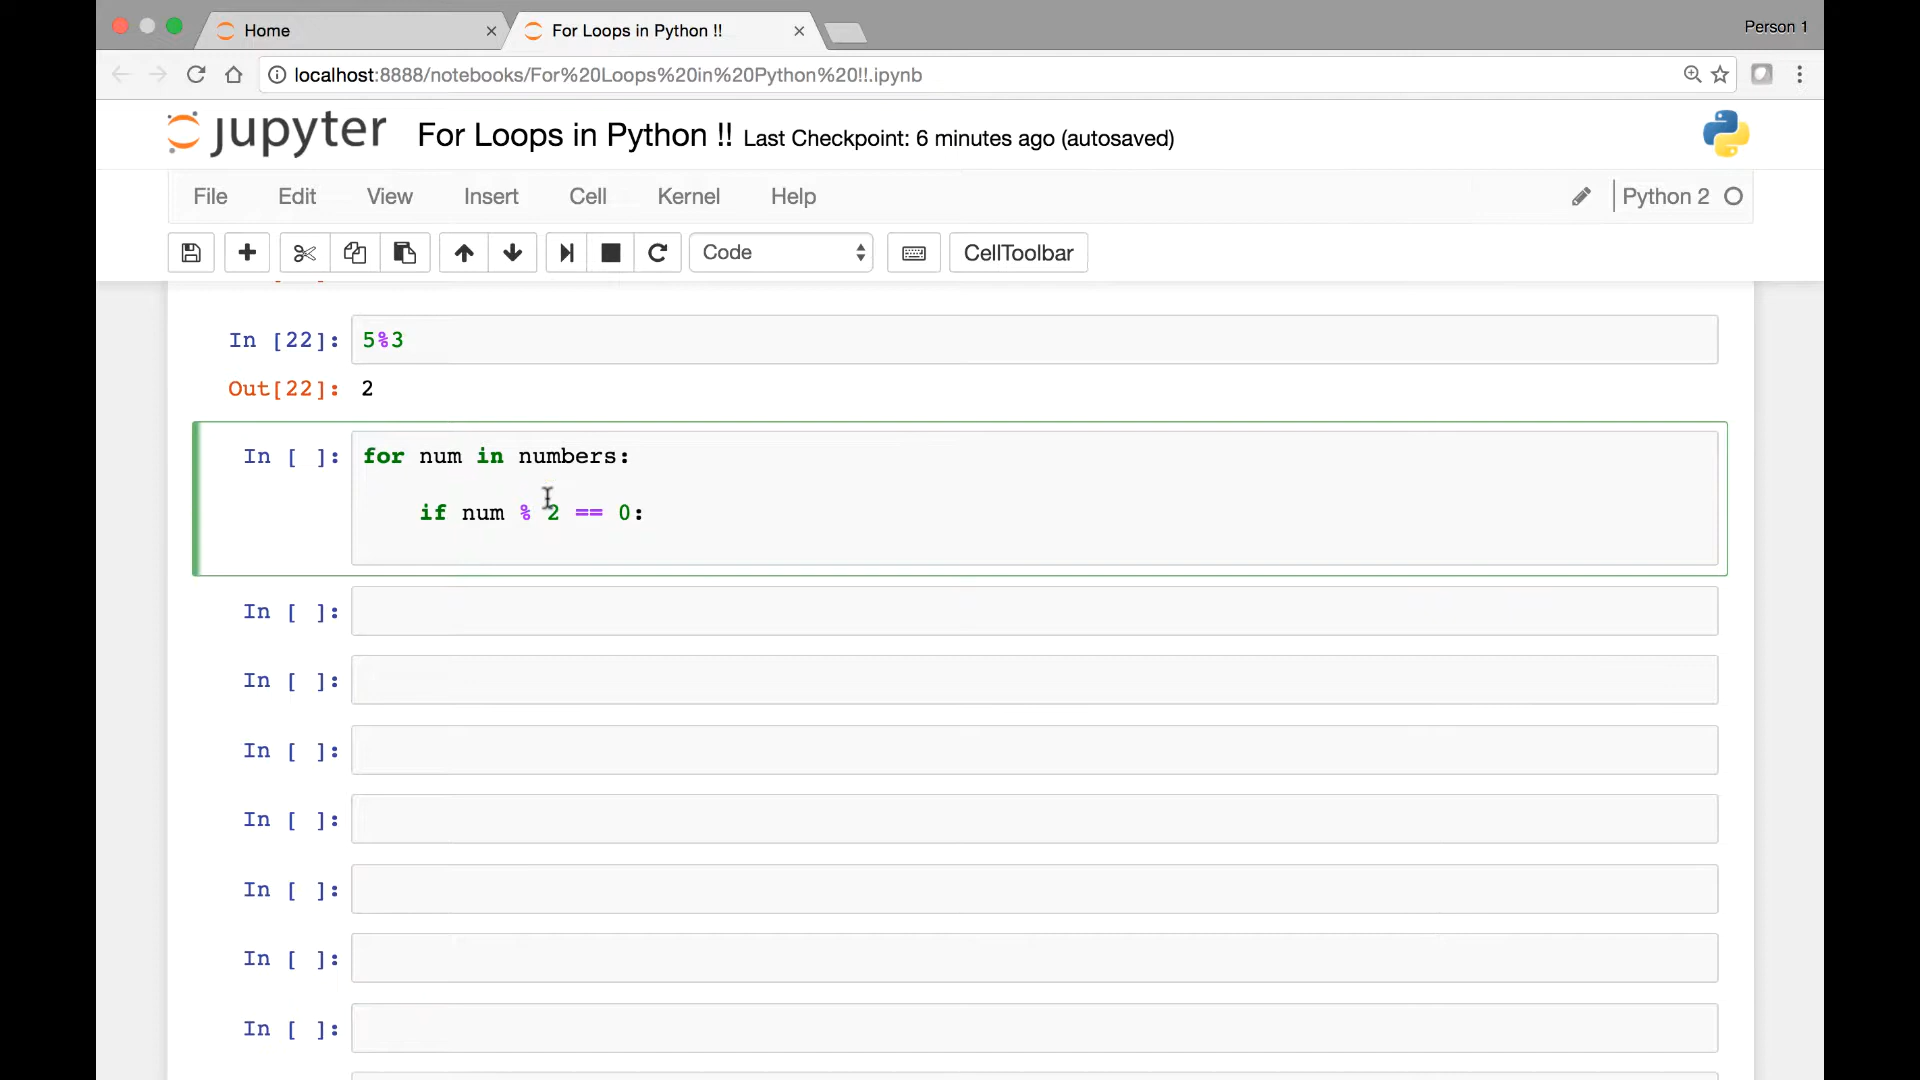 Home
For Loops in Python !!
Person 1
localhost:8888/notebooks/For%20Loops%20in%20Python%20!!.ipynb
jupyter For Loops in Python !! Last Checkpoint: 6 minutes ago (autosaved)
File Edit View Insert Cell Kernel Help Python 2
Code CellToolbar
In [22]: 5%3
Out[22]: 2
In [ ]: for num in numbers:
if num % 2 == 0:
In [ ]:
In [ ]:
In [ ]:
In [ ]:
In [ ]:
In [ ]:
In [ ]: